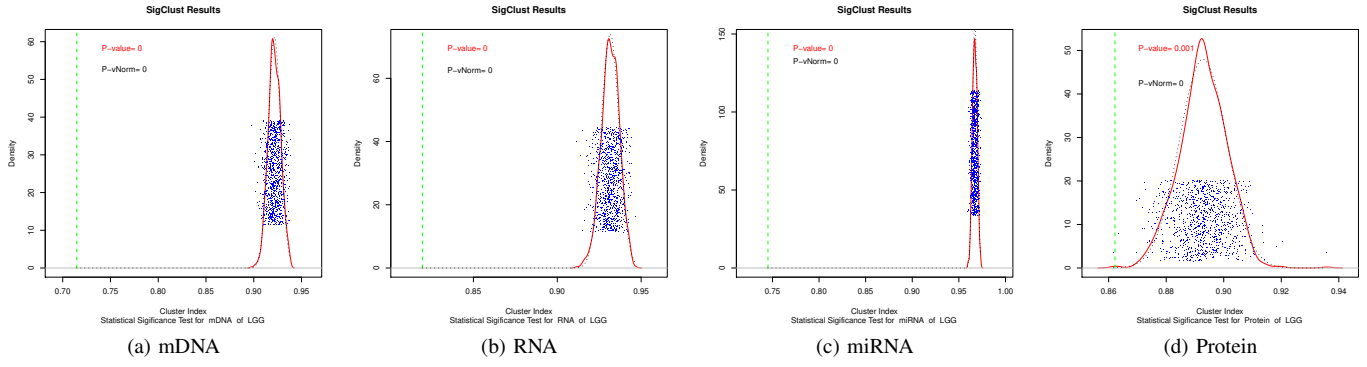 SigClust Results
P-value= 0
P-vNorm= 0
Density
0
10
20
30
40
50
60
0.70
0.75
0.80
0.85
0.90
0.95
Cluster Index
Statistical Sigificance Test for mDNA of LGG
(a) mDNA
SigClust Results
P-value= 0
P-vNorm= 0
Density
0
20
40
60
0.85
0.90
0.95
Cluster Index
Statistical Sigificance Test for RNA of LGG
(b) RNA
SigClust Results
P-value= 0
P-vNorm= 0
Density
0
50
100
150
0.75
0.80
0.85
0.90
0.95
1.00
Cluster Index
Statistical Sigificance Test for miRNA of LGG
(c) miRNA
SigClust Results
P-value= 0.001
P-vNorm= 0
Density
0
10
20
30
40
50
0.86
0.88
0.90
0.92
0.94
Cluster Index
Statistical Sigificance Test for Protein of LGG
(d) Protein